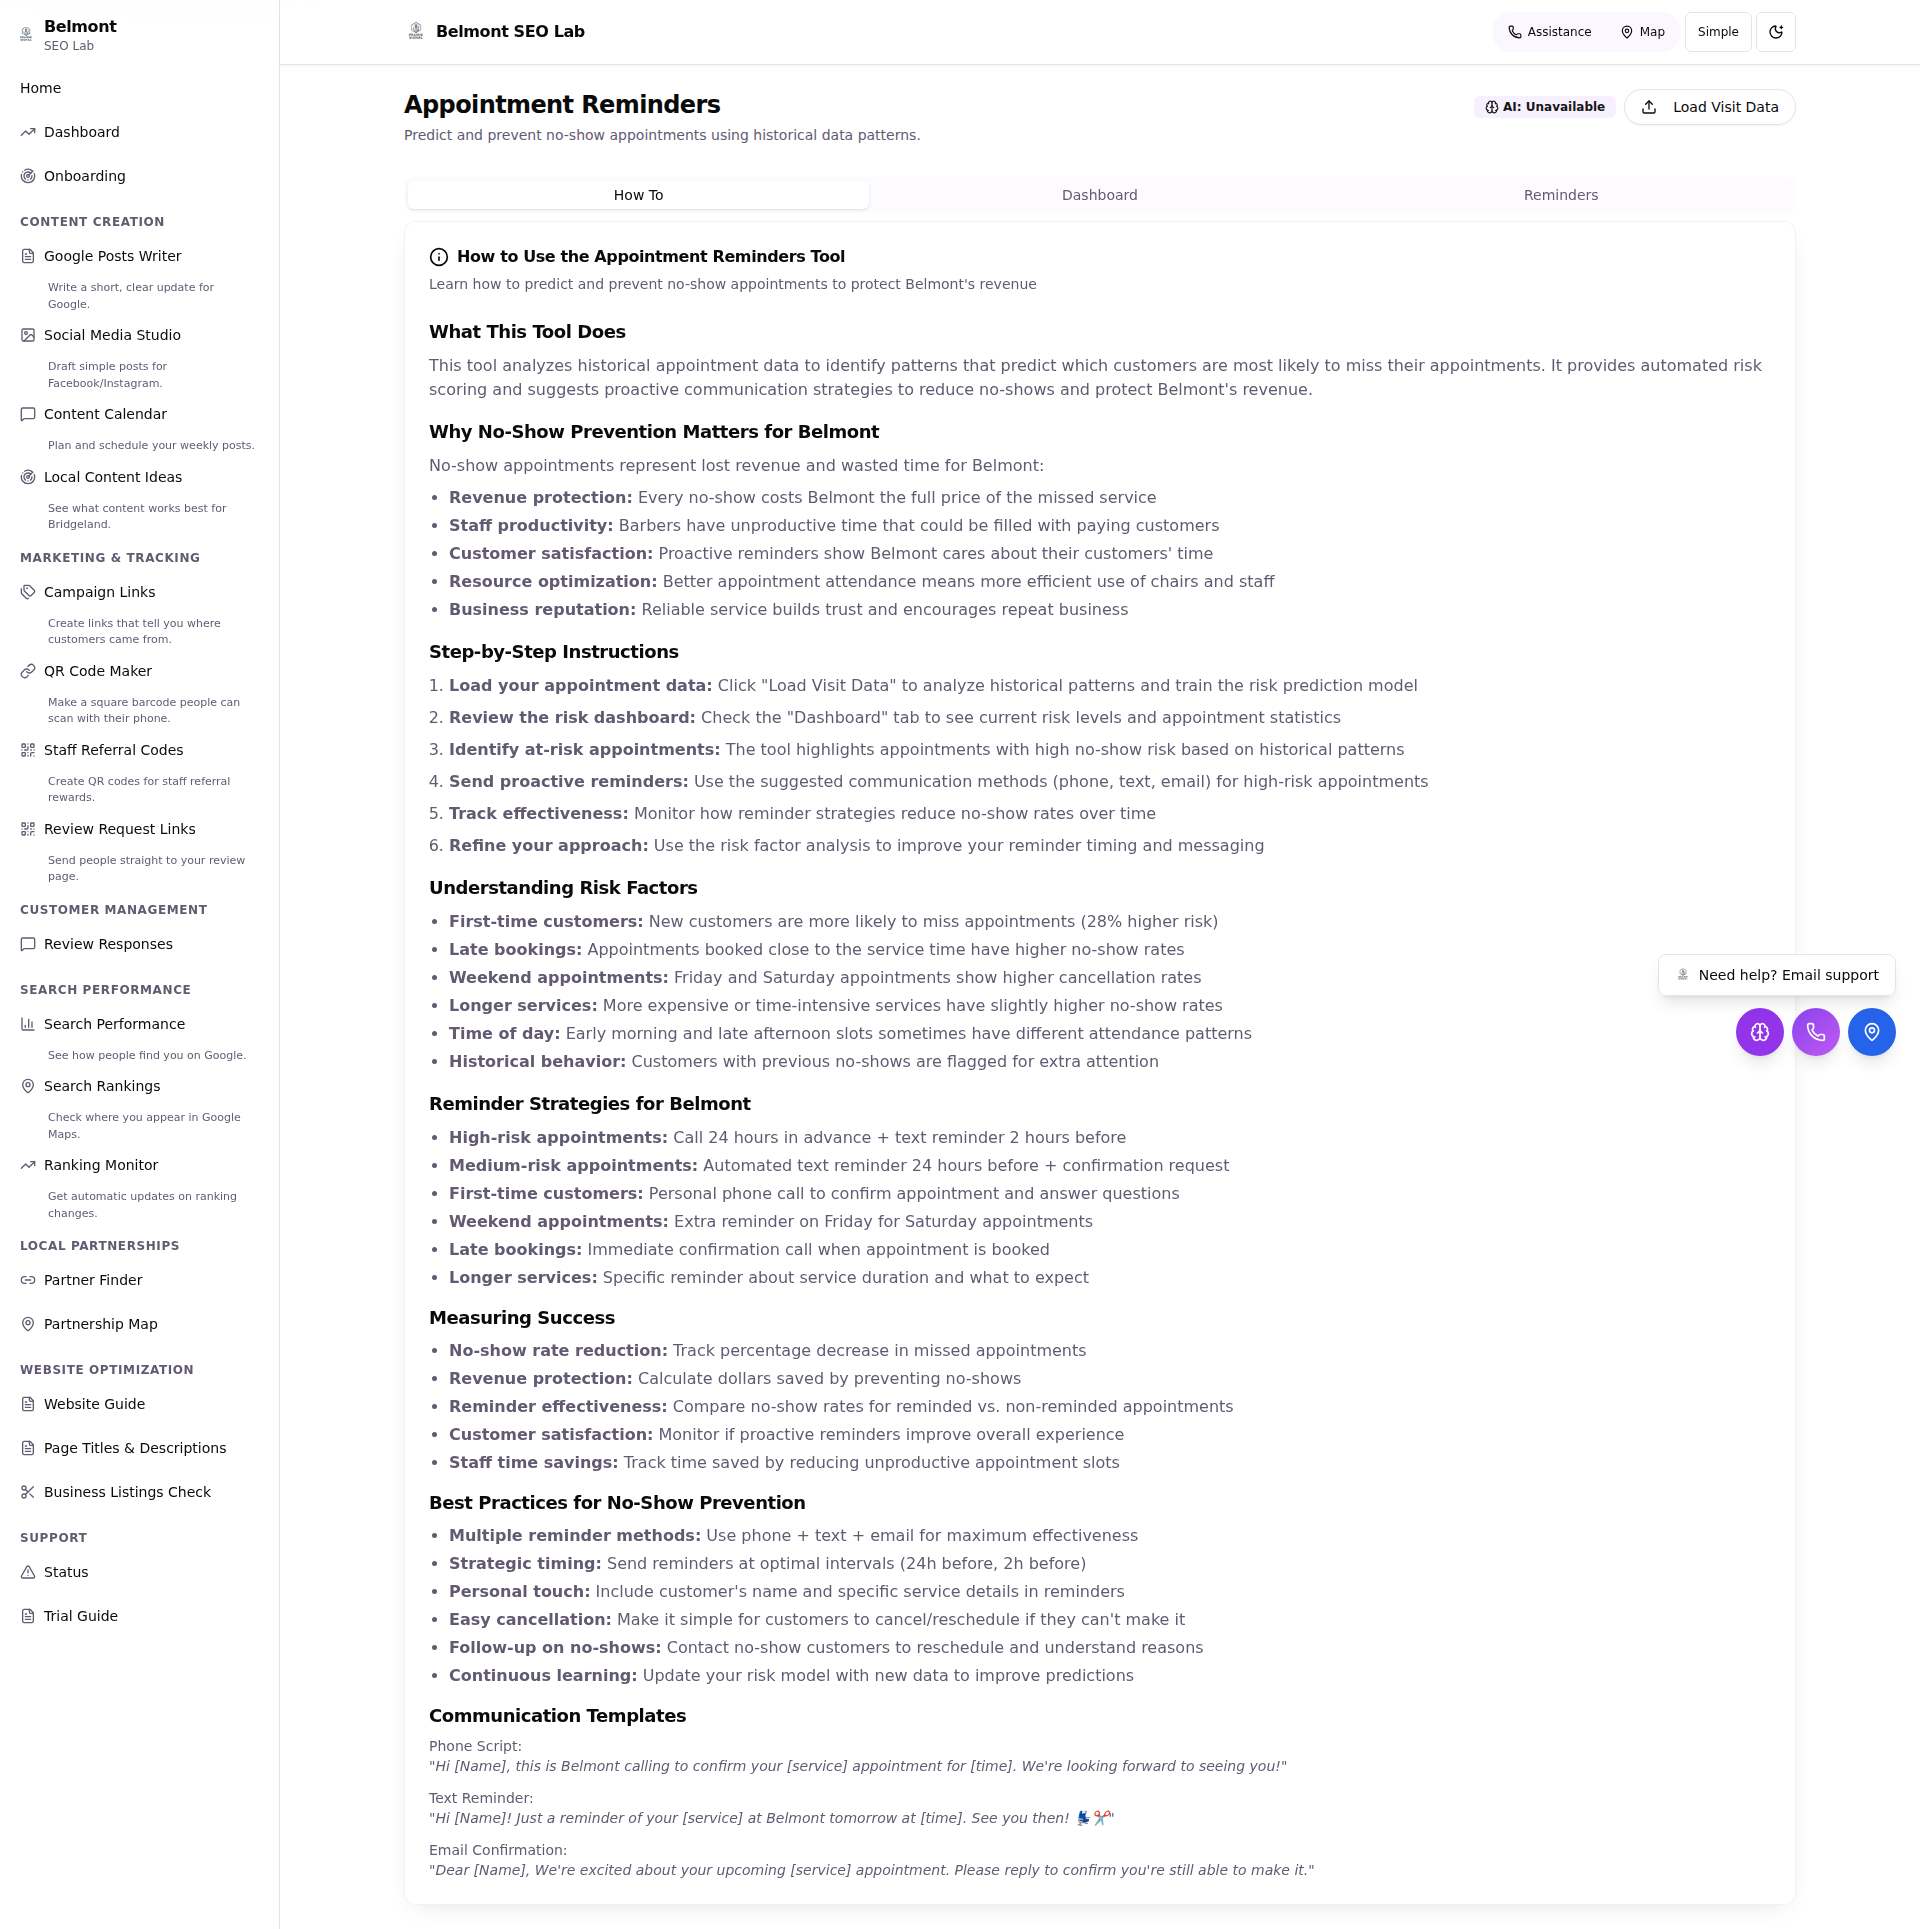 Belmont
SEO Lab
Home
Dashboard
Onboarding
CONTENT CREATION
Google Posts Writer
Write a short, clear update for
Google.
Social Media Studio
Draft simple posts for
Facebook/Instagram.
Content Calendar
Plan and schedule your weekly posts.
Local Content Ideas
See what content works best for
Bridgeland.
MARKETING & TRACKING
Campaign Links
Create links that tell you where
customers came from.
QR Code Maker
Make a square barcode people can
scan with their phone.
Staff Referral Codes
Create QR codes for staff referral
rewards.
Review Request Links
Send people straight to your review
page.
CUSTOMER MANAGEMENT
Review Responses
SEARCH PERFORMANCE
Search Performance
See how people find you on Google.
Search Rankings
Check where you appear in Google
Maps.
Ranking Monitor
Get automatic updates on ranking
changes.
LOCAL PARTNERSHIPS
Partner Finder
Partnership Map
WEBSITE OPTIMIZATION
Website Guide
Page Titles & Descriptions
Business Listings Check
SUPPORT
Status
Trial Guide
Belmont SEO Lab
Assistance
Map
Simple
Appointment Reminders
Predict and prevent no-show appointments using historical data patterns.
AI: Unavailable
Load Visit Data
How To
Dashboard
Reminders
How to Use the Appointment Reminders Tool
Learn how to predict and prevent no-show appointments to protect Belmont's revenue
What This Tool Does
This tool analyzes historical appointment data to identify patterns that predict which customers are most likely to miss their appointments. It provides automated risk
scoring and suggests proactive communication strategies to reduce no-shows and protect Belmont's revenue.
Why No-Show Prevention Matters for Belmont
No-show appointments represent lost revenue and wasted time for Belmont:
• Revenue protection: Every no-show costs Belmont the full price of the missed service
• Staff productivity: Barbers have unproductive time that could be filled with paying customers
• Customer satisfaction: Proactive reminders show Belmont cares about their customers' time
• Resource optimization: Better appointment attendance means more efficient use of chairs and staff
• Business reputation: Reliable service builds trust and encourages repeat business
Step-by-Step Instructions
1. Load your appointment data: Click "Load Visit Data" to analyze historical patterns and train the risk prediction model
2. Review the risk dashboard: Check the "Dashboard" tab to see current risk levels and appointment statistics
3. Identify at-risk appointments: The tool highlights appointments with high no-show risk based on historical patterns
4. Send proactive reminders: Use the suggested communication methods (phone, text, email) for high-risk appointments
5. Track effectiveness: Monitor how reminder strategies reduce no-show rates over time
6. Refine your approach: Use the risk factor analysis to improve your reminder timing and messaging
Understanding Risk Factors
• First-time customers: New customers are more likely to miss appointments (28% higher risk)
• Late bookings: Appointments booked close to the service time have higher no-show rates
• Weekend appointments: Friday and Saturday appointments show higher cancellation rates
• Longer services: More expensive or time-intensive services have slightly higher no-show rates
• Time of day: Early morning and late afternoon slots sometimes have different attendance patterns
• Historical behavior: Customers with previous no-shows are flagged for extra attention
Reminder Strategies for Belmont
• High-risk appointments: Call 24 hours in advance + text reminder 2 hours before
• Medium-risk appointments: Automated text reminder 24 hours before + confirmation request
• First-time customers: Personal phone call to confirm appointment and answer questions
• Weekend appointments: Extra reminder on Friday for Saturday appointments
• Late bookings: Immediate confirmation call when appointment is booked
• Longer services: Specific reminder about service duration and what to expect
Measuring Success
• No-show rate reduction: Track percentage decrease in missed appointments
• Revenue protection: Calculate dollars saved by preventing no-shows
• Reminder effectiveness: Compare no-show rates for reminded vs. non-reminded appointments
• Customer satisfaction: Monitor if proactive reminders improve overall experience
• Staff time savings: Track time saved by reducing unproductive appointment slots
Best Practices for No-Show Prevention
• Multiple reminder methods: Use phone + text + email for maximum effectiveness
• Strategic timing: Send reminders at optimal intervals (24h before, 2h before)
• Personal touch: Include customer's name and specific service details in reminders
• Easy cancellation: Make it simple for customers to cancel/reschedule if they can't make it
• Follow-up on no-shows: Contact no-show customers to reschedule and understand reasons
• Continuous learning: Update your risk model with new data to improve predictions
Communication Templates
Phone Script:
"Hi [Name], this is Belmont calling to confirm your [service] appointment for [time]. We're looking forward to seeing you!"
Text Reminder:
"Hi [Name]! Just a reminder of your [service] at Belmont tomorrow at [time]. See you then! 💺✂️"
Email Confirmation:
"Dear [Name], We're excited about your upcoming [service] appointment. Please reply to confirm you're still able to make it."
Need help? Email support